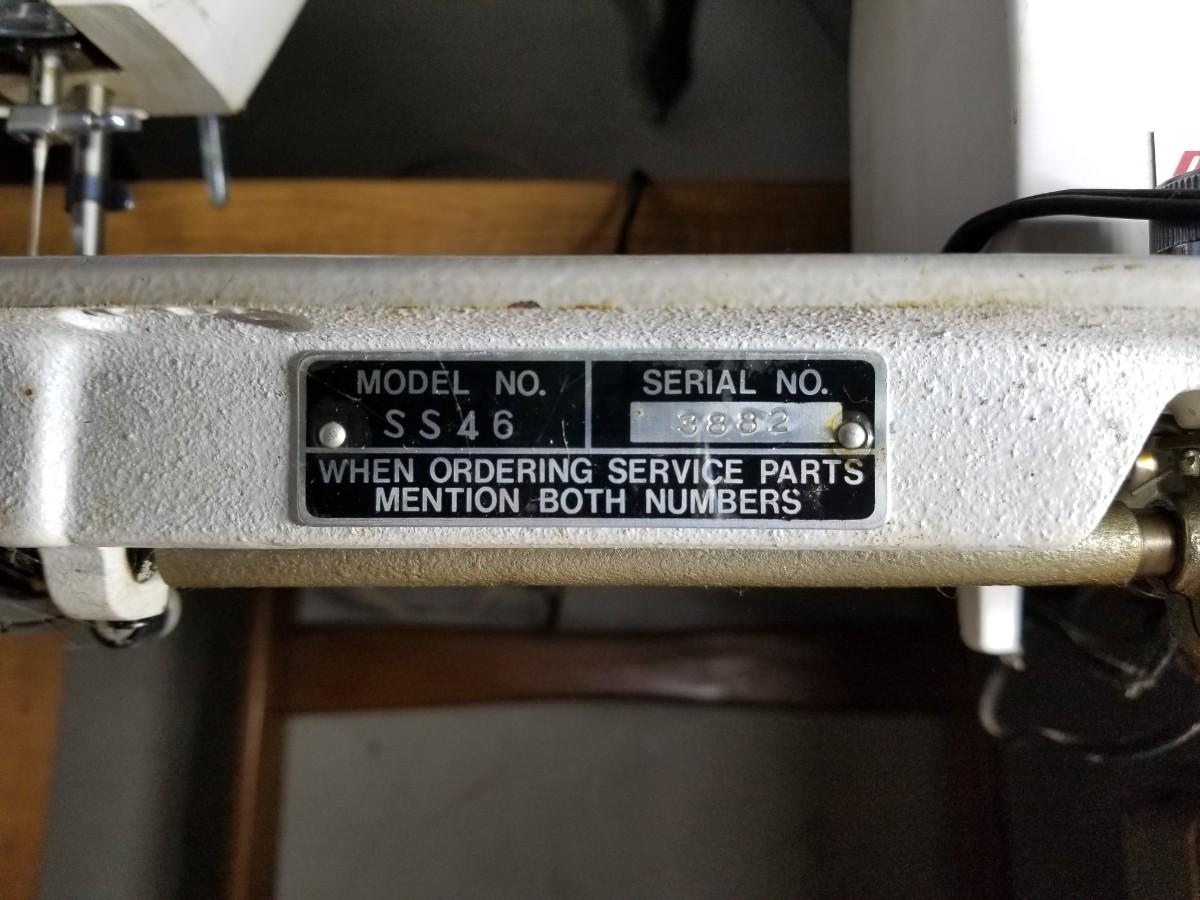 MODEL NO.
SS46
SERIAL NO.
3882
WHEN ORDERING SERVICE PARTS
MENTION BOTH NUMBERS